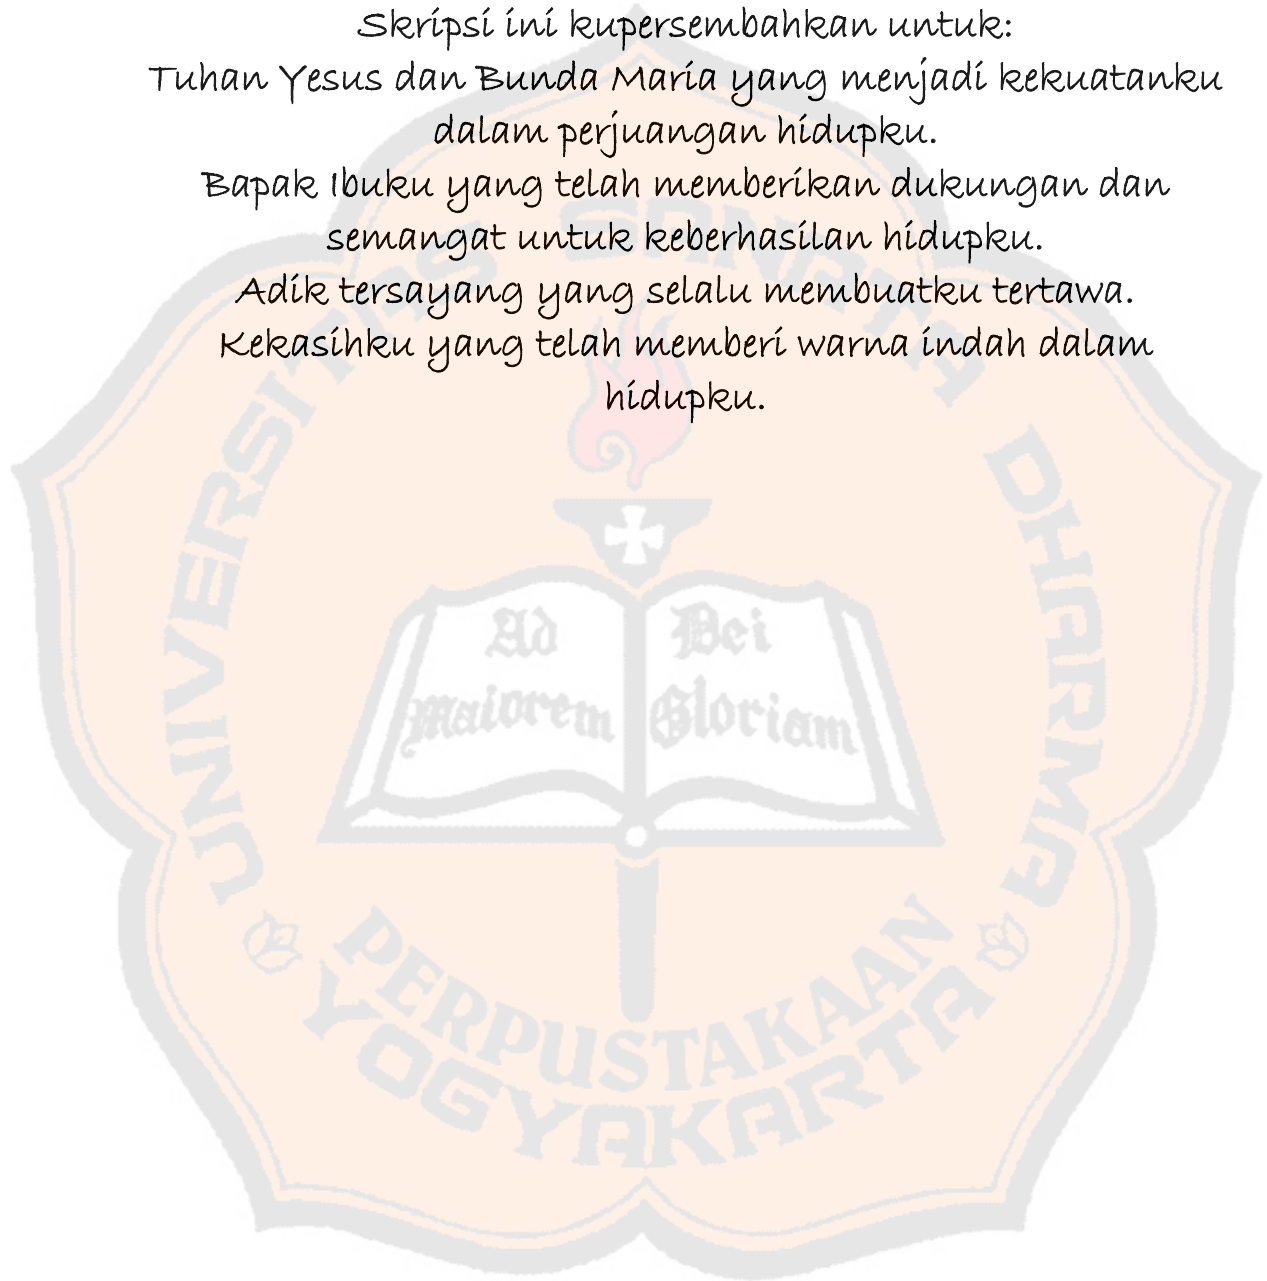 Skripsi ini kupersembahkan untuk:
Tuhan Yesus dan Bunda Maria yang menjadi kekuatanku
dalam perjuangan hidupku.
Bapak Ibuku yang telah memberikan dukungan dan
semangat untuk keberhasilan hidupku.
Adik tersayang yang selalu membuatku tertawa.
Kekasihku yang telah memberi warna indah dalam
hidupku.
UNIVERSITAS SANATA DHARMA
Ad Dei
Maiorem Gloriam
PERPUSTAKAAN
YOGYAKARTA